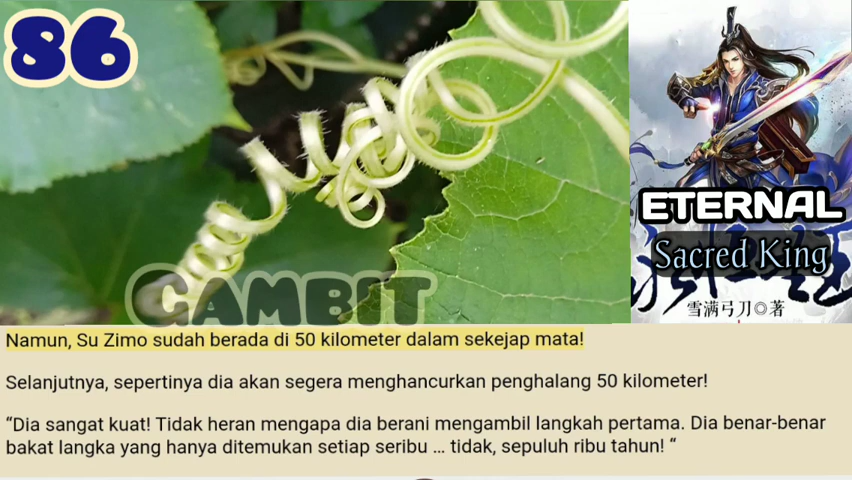 86
GAMBIT
ETERNAL
Sacred King
雪满弓刀◎著
Namun, Su Zimo sudah berada di 50 kilometer dalam sekejap mata!
Selanjutnya, sepertinya dia akan segera menghancurkan penghalang 50 kilometer!
“Dia sangat kuat! Tidak heran mengapa dia berani mengambil langkah pertama. Dia benar-benar
bakat langka yang hanya ditemukan setiap seribu … tidak, sepuluh ribu tahun! “